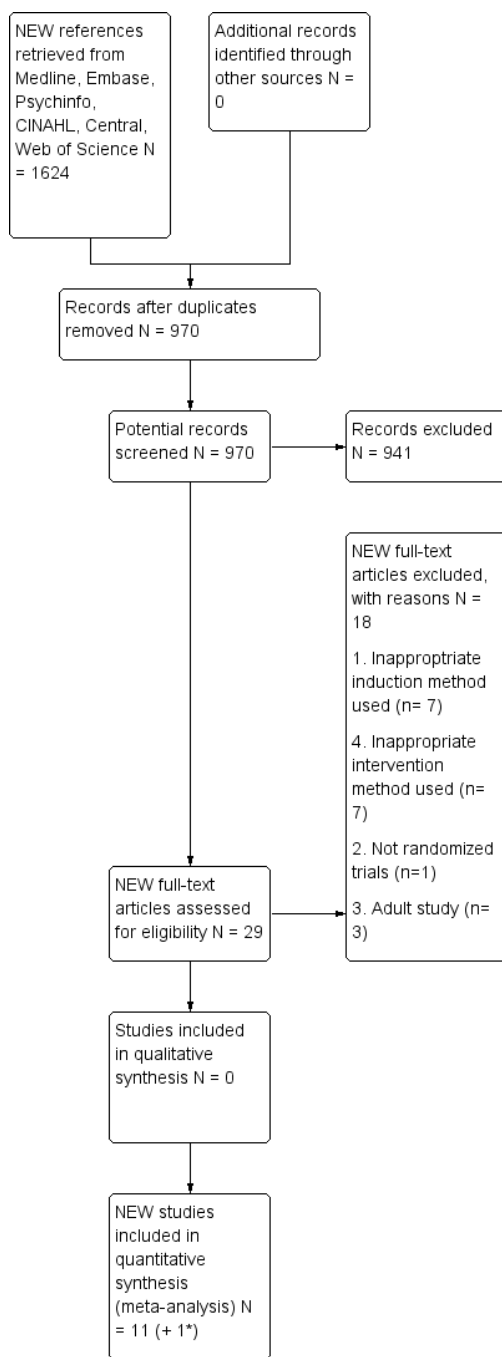 NEW references
retrieved from
Medline, Embase,
Psychinfo,
CINAHL, Central,
Web of Science N
= 1624
Additional records
identified through
other sources N =
0
Records after duplicates
removed N = 970
Potential records
screened N = 970
Records excluded
N = 941
NEW full-text
articles excluded,
with reasons N =
18
1. Inapproptriate
induction method
used (n= 7)
4. Inappropriate
intervention
method used (n=
7)
2. Not randomized
trials (n=1)
3. Adult study (n=
3)
NEW full-text
articles assessed
for eligibility N = 29
Studies included
in qualitative
synthesis N = 0
NEW studies
included in
quantitative
synthesis
(meta-analysis) N
= 11 (+ 1*)